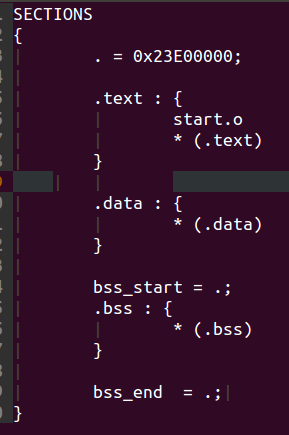 SECTIONS
{
. = 0x23E00000;
.text : {
start.o
* (.text)
}
.data : {
* (.data)
}
bss_start = .;
.bss : {
* (.bss)
}
bss_end  = .;
}